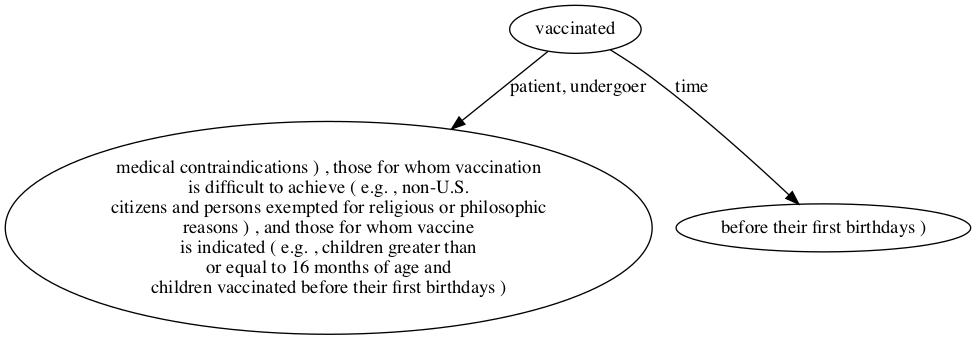 vaccinated
patient, undergoer
time
medical contraindications ) , those for whom vaccination
is difficult to achieve ( e.g. , non-U.S.
citizens and persons exempted for religious or philosophic
reasons ) , and those for whom vaccine
is indicated ( e.g. , children greater than
or equal to 16 months of age and
children vaccinated before their first birthdays )
before their first birthdays )